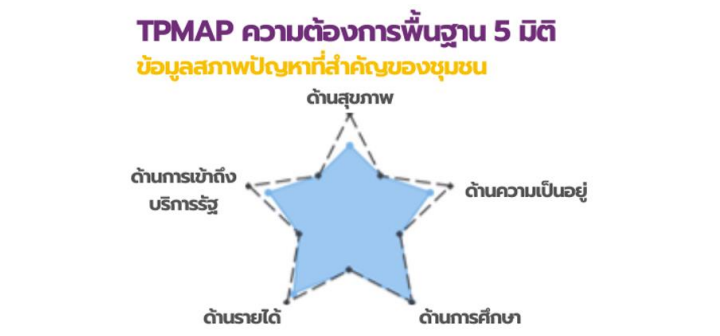 TPMAP ความต้องการพื้นฐาน 5 มิติ
ข้อมูลสภาพปัญหาที่สำคัญของชุมชน
ด้านสุขภาพ
ด้านการเข้าถึง
บริการรัฐ
ด้านความเป็นอยู่
ด้านรายได้
ด้านการศึกษา